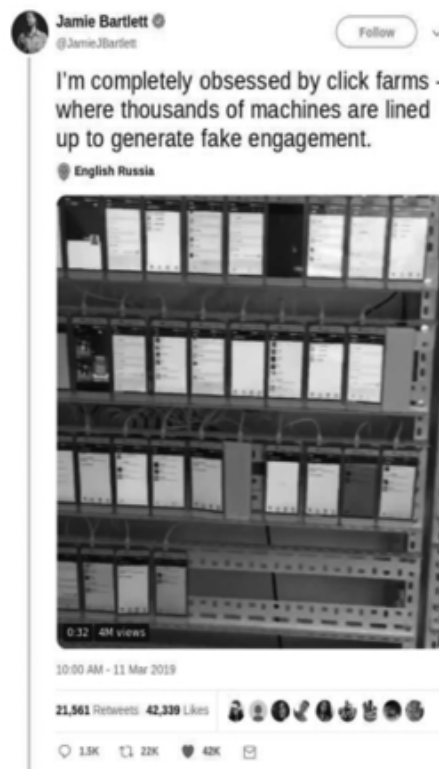 Jamie Bartlett
@JamieJBartlett
Follow
I'm completely obsessed by click farms -
where thousands of machines are lined
up to generate fake engagement.
English Russia
0:32 4M views
10:00 AM - 11 Mar 2019
21,561 Retweets 42,339 Likes
1.5K 22K 42K